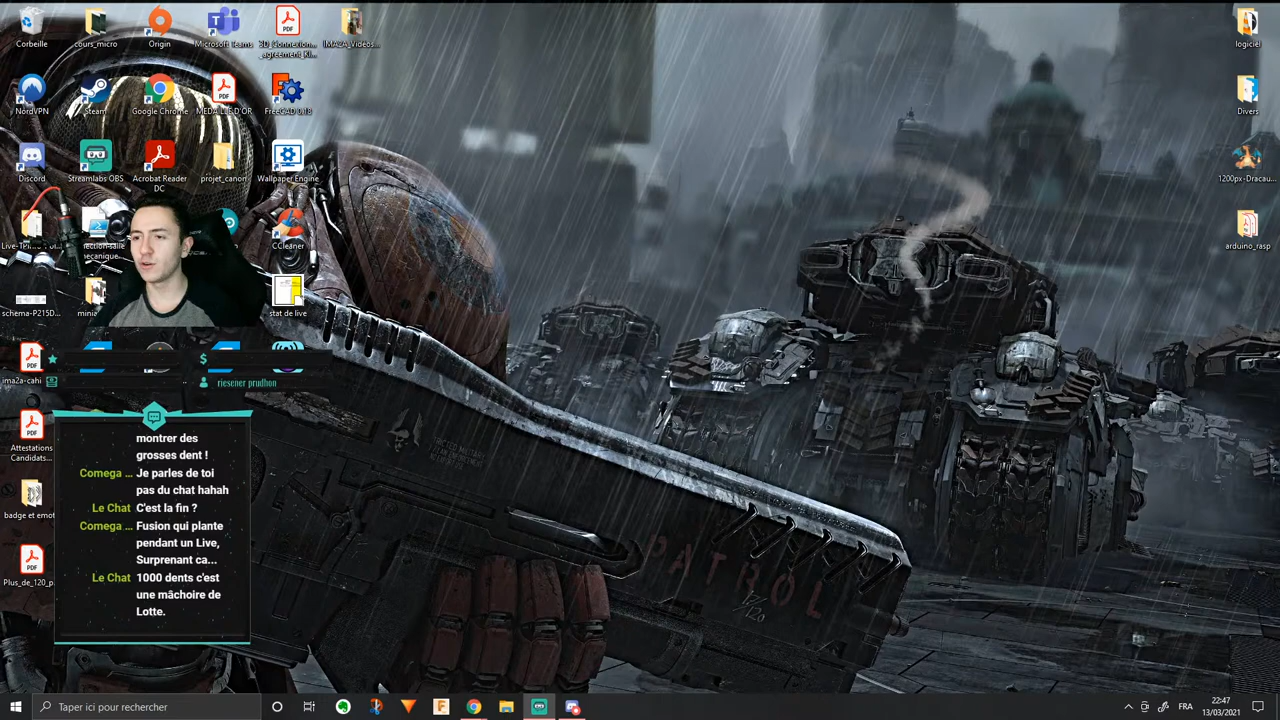 Corbeille
cours_micro
Origin
Microsoft Teams
3D_Connexion...
_agreement_KI...
IMA2A_Videos...
logiciel
NordVPN
Steam
Google Chrome
MEDAILLE D'OR
FreeCAD 0.18
Divers
Discord
Streamlabs OBS
Acrobat Reader
DC
projet_canon
Wallpaper Engine
1200px-Dracau...
CCleaner
arduino_rasp
schema-P215D...
minia
stat de live
ima2a-cahi
$
riescner prudhon
montrer des
grosses dent !
Comega ... Je parles de toi
pas du chat hahah
Le Chat C'est la fin ?
Comega ... Fusion qui plante
pendant un Live,
Surprenant ca...
Le Chat 1000 dents c'est
une mâchoire de
Lotte.
Attestations
Candidats...
badge et emot
Plus_de_120_p
PATROL
Taper ici pour rechercher
FRA
22:47
13/03/2021